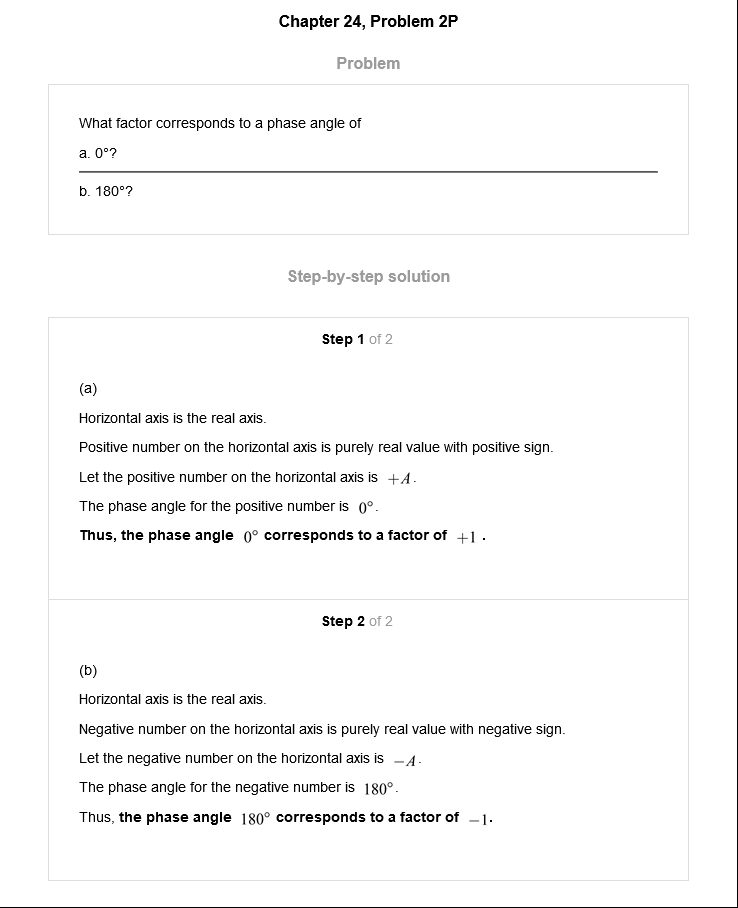 Chapter 24, Problem 2P
Problem
What factor corresponds to a phase angle of
a. 0°?
b. 180°?
Step-by-step solution
Step 1 of 2
(a)
Horizontal axis is the real axis.
Positive number on the horizontal axis is purely real value with positive sign.
Let the positive number on the horizontal axis is +A.
The phase angle for the positive number is 0°.
Thus, the phase angle 0° corresponds to a factor of +1 .
Step 2 of 2
(b)
Horizontal axis is the real axis.
Negative number on the horizontal axis is purely real value with negative sign.
Let the negative number on the horizontal axis is −A.
The phase angle for the negative number is 180°.
Thus, the phase angle 180° corresponds to a factor of −1.